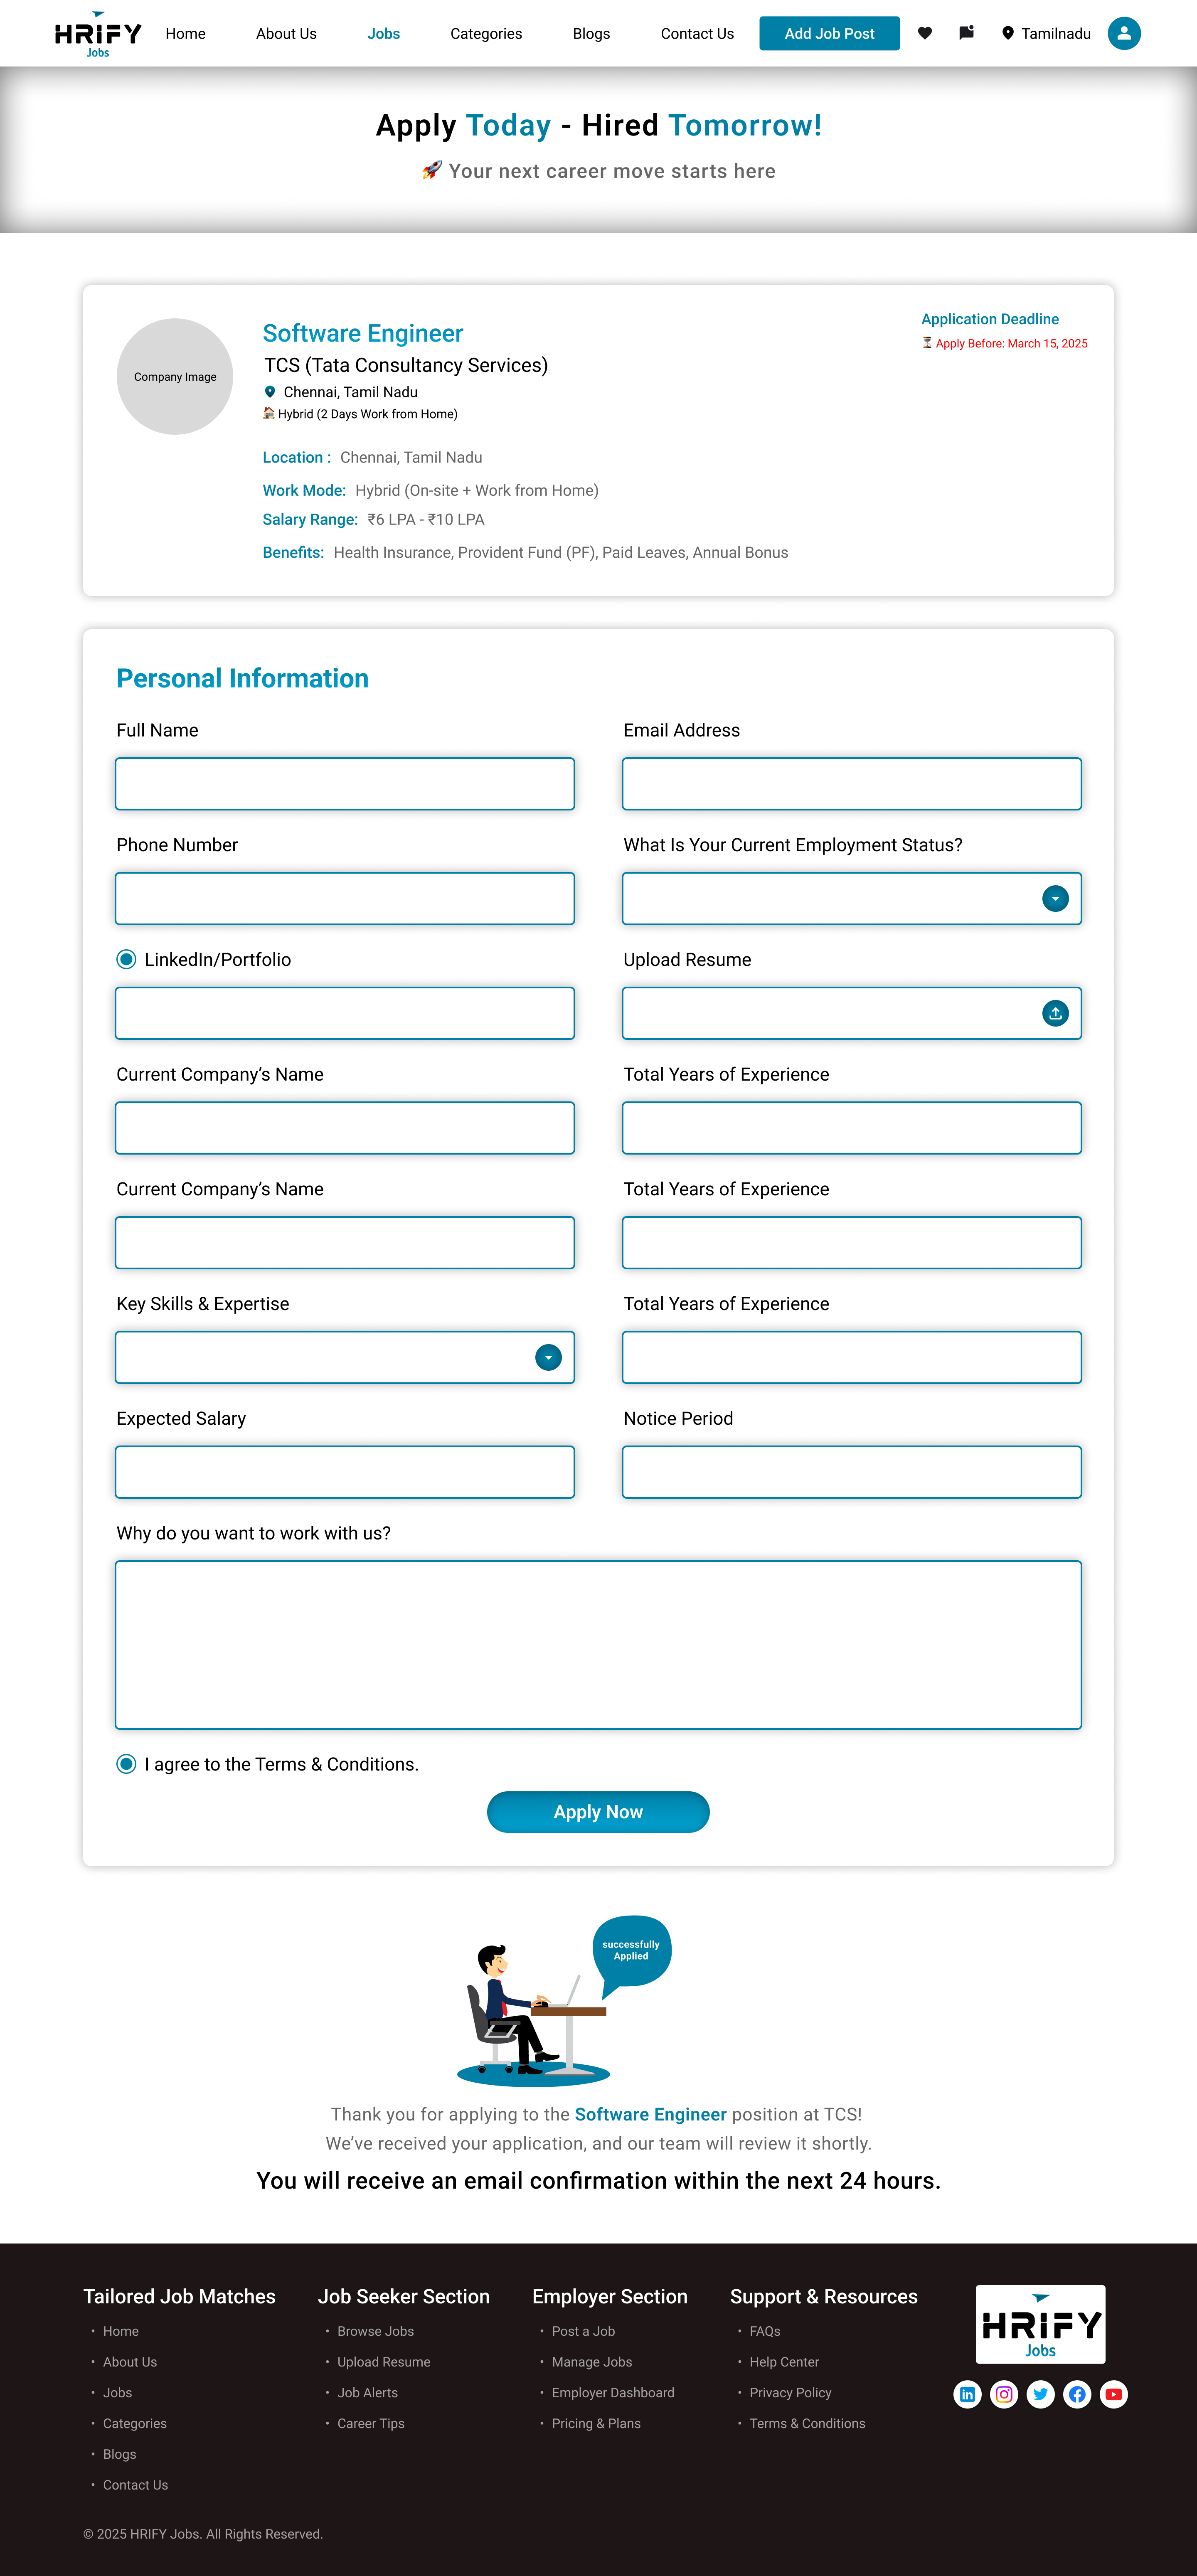 HRIFY
Jobs
Home
About Us
Jobs
Categories
Blogs
Contact Us
Add Job Post
Tamilnadu
Apply Today - Hired Tomorrow!
🚀 Your next career move starts here
Company Image
Software Engineer
TCS (Tata Consultancy Services)
Chennai, Tamil Nadu
Hybrid (2 Days Work from Home)
Application Deadline
Apply Before: March 15, 2025
Location : Chennai, Tamil Nadu
Work Mode: Hybrid (On-site + Work from Home)
Salary Range: ₹6 LPA - ₹10 LPA
Benefits: Health Insurance, Provident Fund (PF), Paid Leaves, Annual Bonus
Personal Information
Full Name
Email Address
Phone Number
What Is Your Current Employment Status?
LinkedIn/Portfolio
Upload Resume
Current Company’s Name
Total Years of Experience
Current Company’s Name
Total Years of Experience
Key Skills & Expertise
Total Years of Experience
Expected Salary
Notice Period
Why do you want to work with us?
I agree to the Terms & Conditions.
Apply Now
successfully
Applied
Thank you for applying to the Software Engineer position at TCS!
We’ve received your application, and our team will review it shortly.
You will receive an email confirmation within the next 24 hours.
Tailored Job Matches
• Home
• About Us
• Jobs
• Categories
• Blogs
• Contact Us
Job Seeker Section
• Browse Jobs
• Upload Resume
• Job Alerts
• Career Tips
Employer Section
• Post a Job
• Manage Jobs
• Employer Dashboard
• Pricing & Plans
Support & Resources
• FAQs
• Help Center
• Privacy Policy
• Terms & Conditions
HRIFY
Jobs
© 2025 HRIFY Jobs. All Rights Reserved.